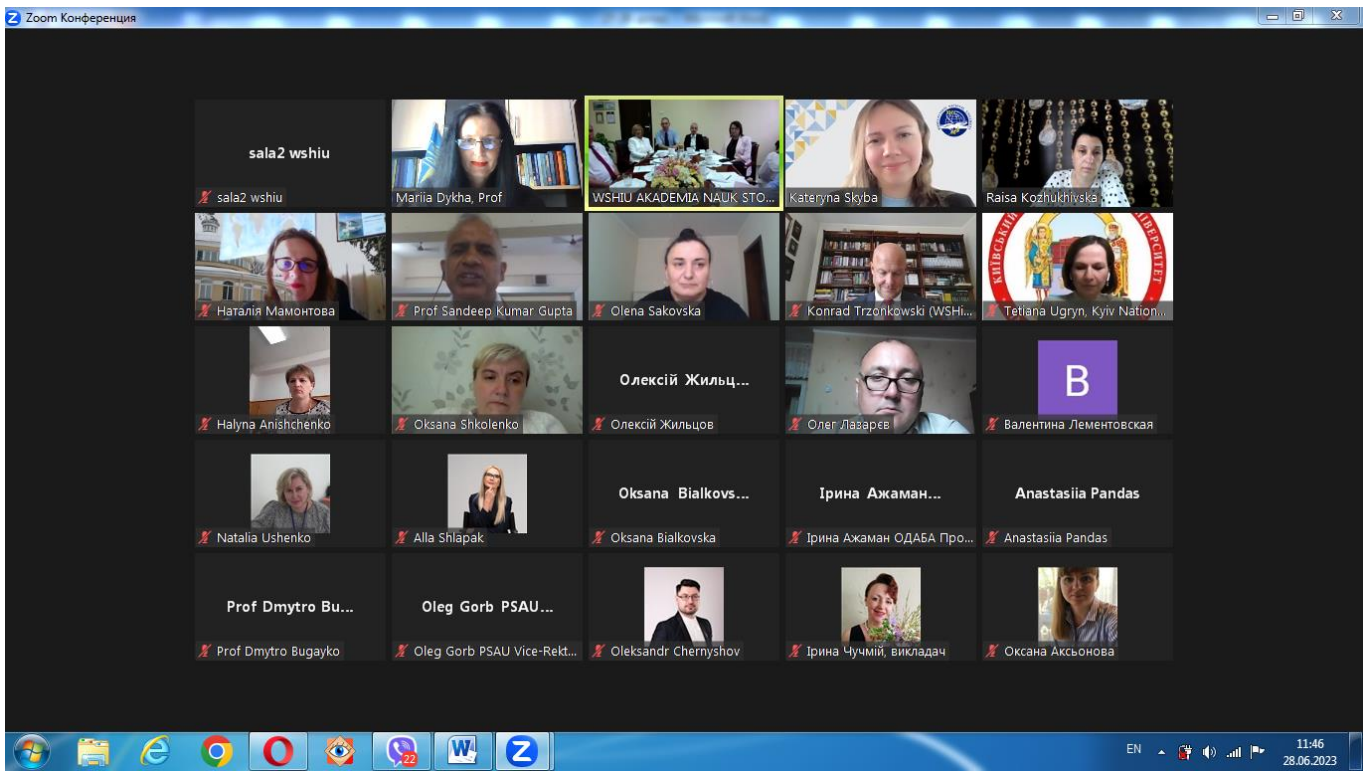 Zoom Конференция
sala2 wshiu
sala2 wshiu
Mariia Dykha, Prof
WSHIU AKADEMIA NAUK STO...
Kateryna Skyba
Raisa Kozhukhivska
Наталія Мамонтова
Prof Sandeep Kumar Gupta
Olena Sakovska
Konrad Trzonkowski (WSHi...
КИЇВСЬКИЙ
УНІВЕРСИТЕТ
Tetiana Ugryn, Kyiv Nation...
Олексій Жильц...
B
Halyna Anishchenko
Oksana Shkolenko
Олексій Жильцов
Олег Лазарєв
Валентина Лементовская
Oksana Bialkovs...
Ірина Ажаман...
Anastasiia Pandas
Natalia Ushenko
Alla Shlapak
Oksana Bialkovska
Ірина Ажаман ОДАБА Про...
Anastasiia Pandas
Prof Dmytro Bu...
Oleg Gorb PSAU...
Prof Dmytro Bugayko
Oleg Gorb PSAU Vice-Rekt...
Oleksandr Chernyshov
Ірина Чучмій, викладач
Оксана Аксьонова
22
EN
11:46
28.06.2023